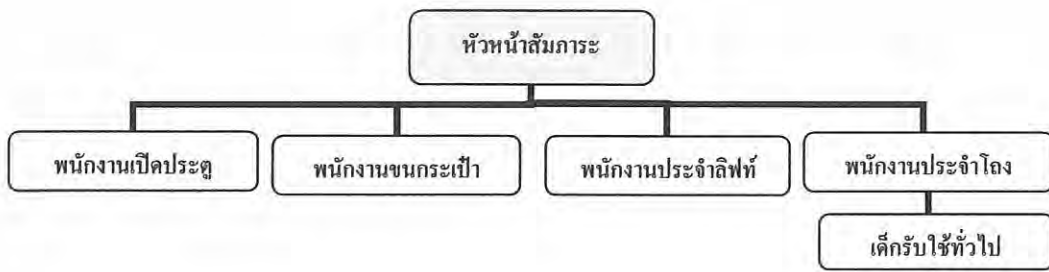 หัวหน้าสัมภาระ
พนักงานเปิดประตู
พนักงานขนกระเป๋า
พนักงานประจำลิฟท์
พนักงานประจำโถง
เด็กรับใช้ทั่วไป